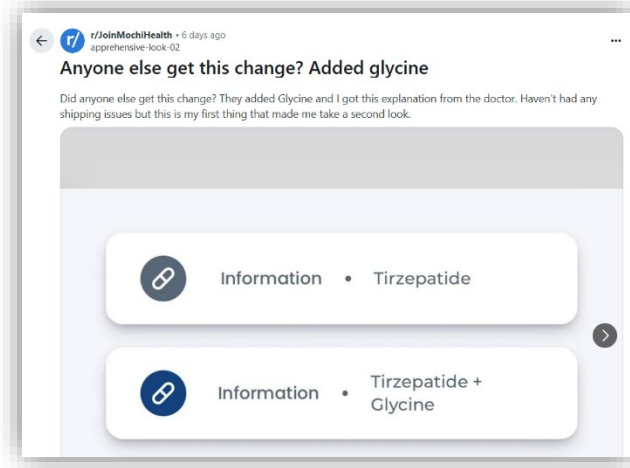 r/JoinMochiHealth • 6 days ago
apprehensive-look-02
Anyone else get this change? Added glycine
Did anyone else get this change? They added Glycine and I got this explanation from the doctor. Haven't had any
shipping issues but this is my first thing that made me take a second look.
Information • Tirzepatide
Information • Tirzepatide +
Glycine